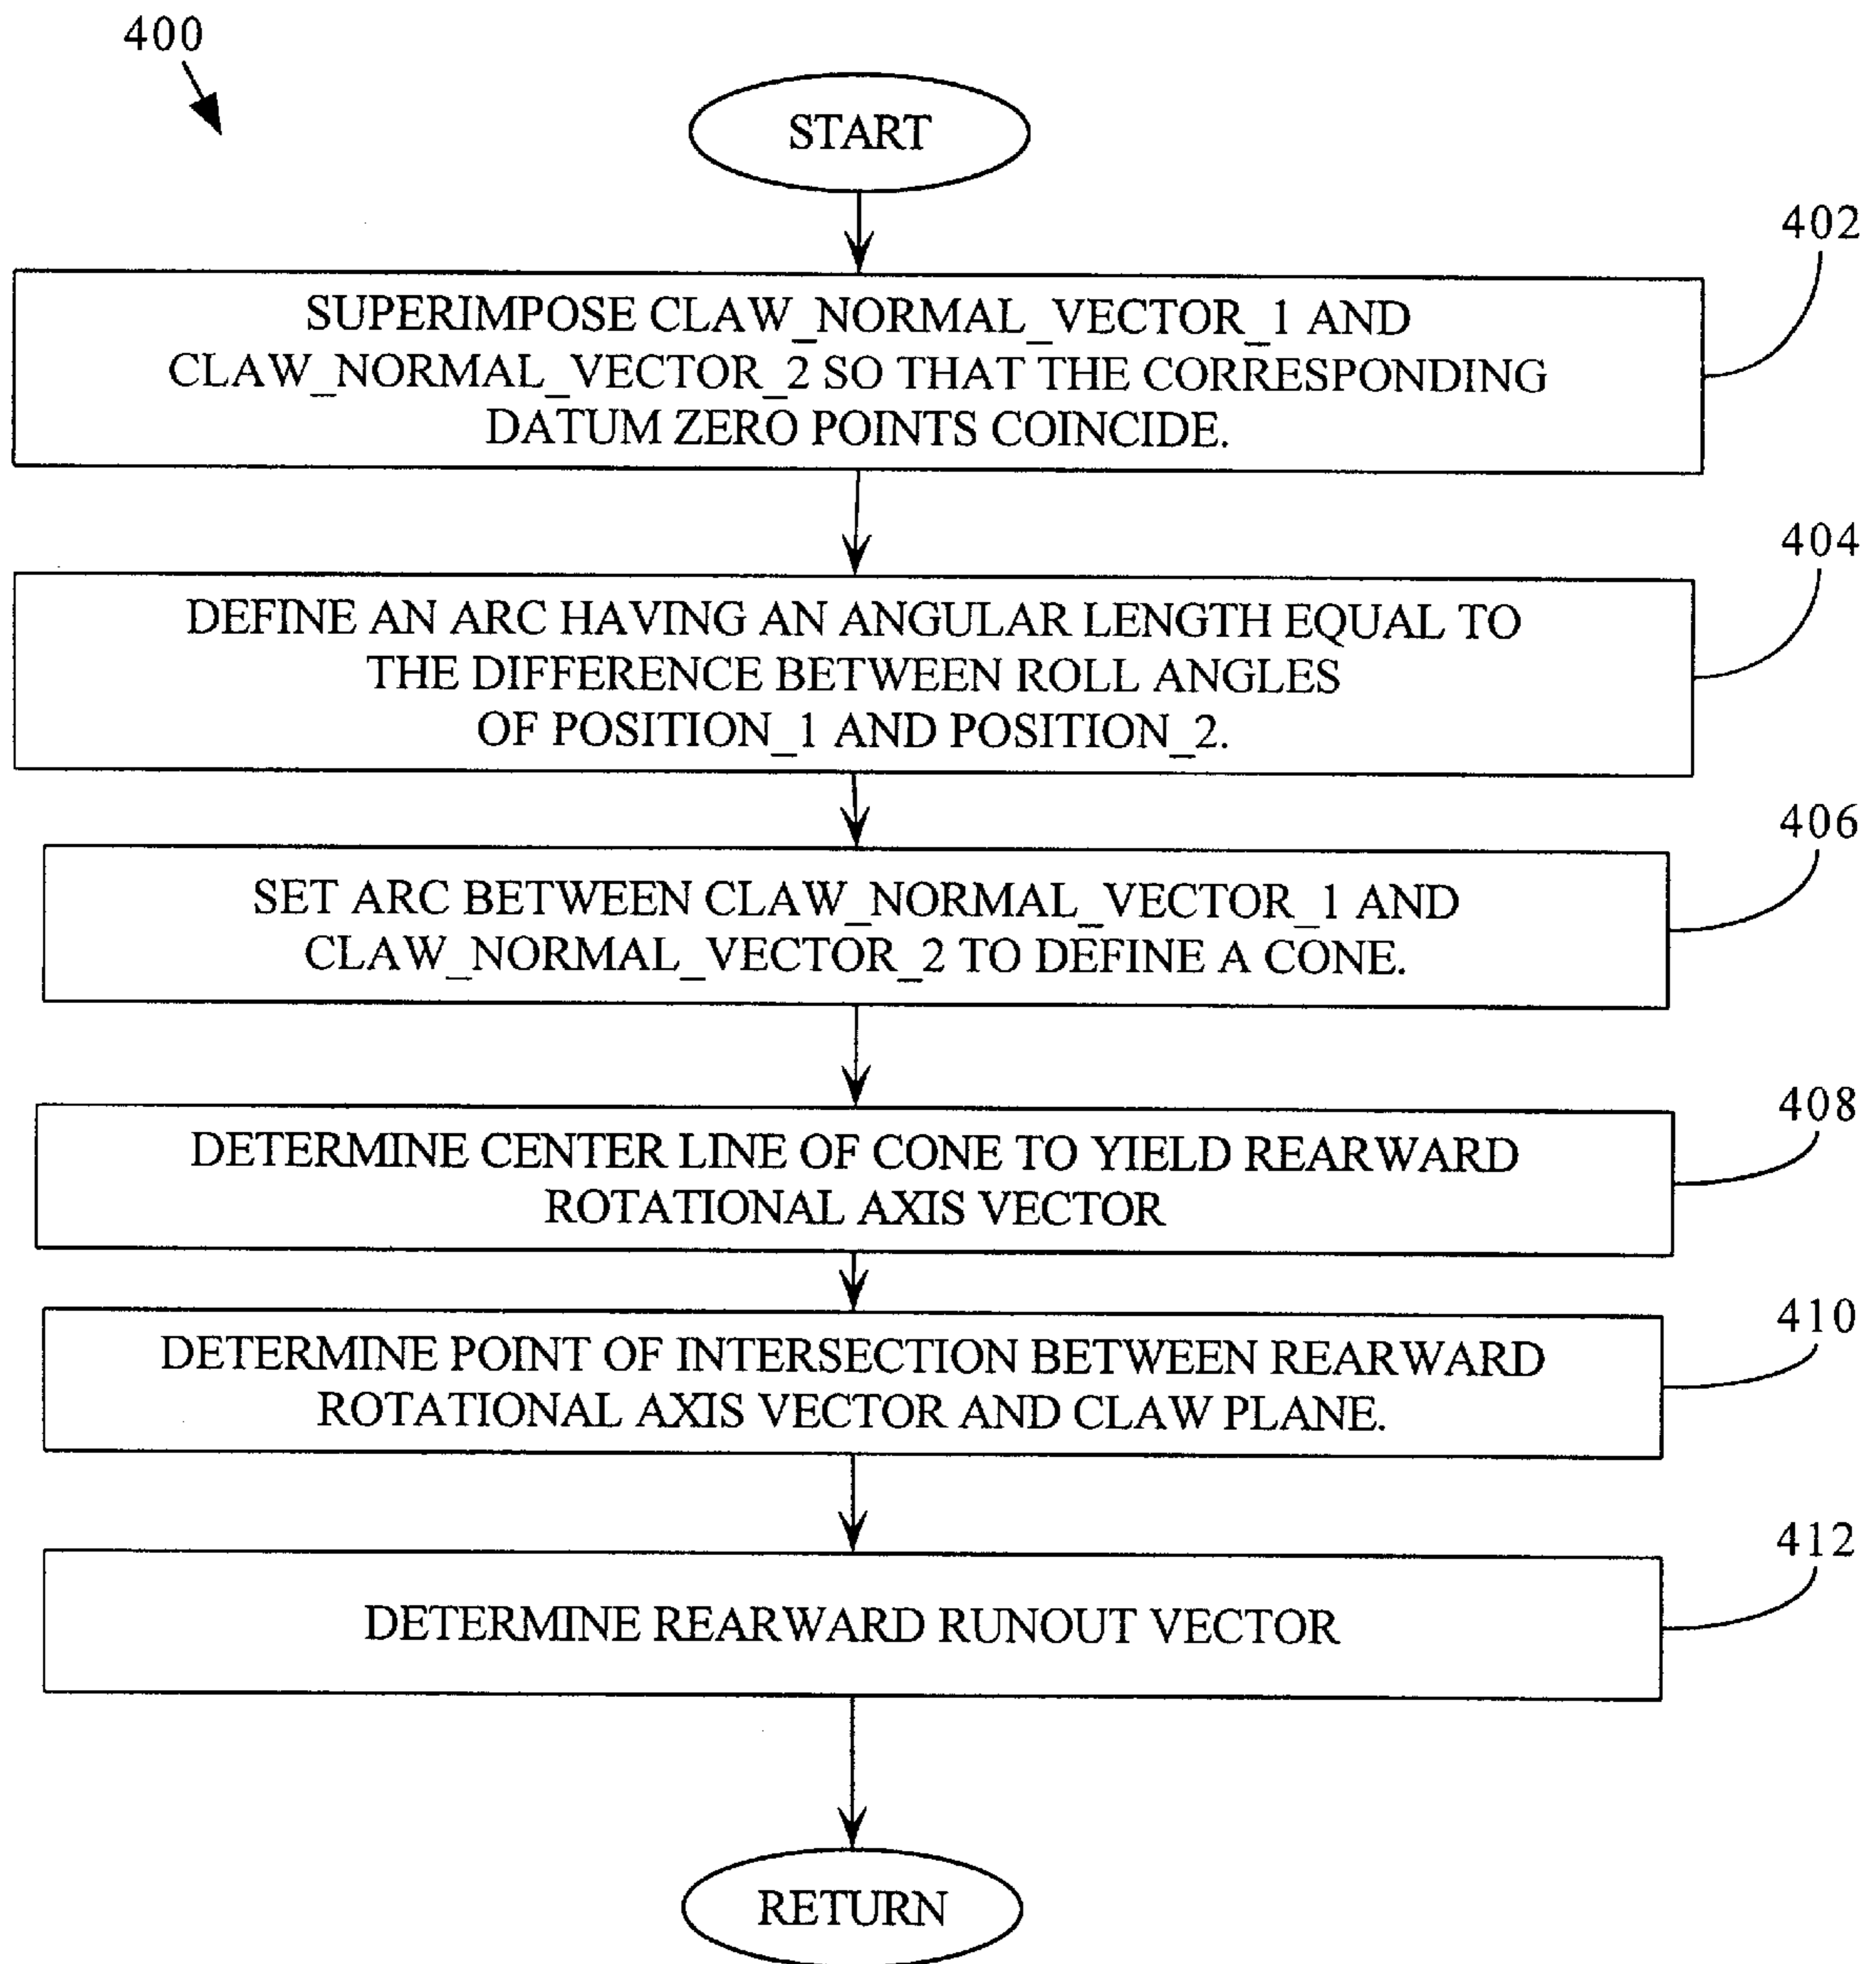 400
START
402
SUPERIMPOSE CLAW_NORMAL_VECTOR_1 AND
CLAW_NORMAL_VECTOR_2 SO THAT THE CORRESPONDING
DATUM ZERO POINTS COINCIDE.
404
DEFINE AN ARC HAVING AN ANGULAR LENGTH EQUAL TO
THE DIFFERENCE BETWEEN ROLL ANGLES
OF POSITION_1 AND POSITION_2.
406
SET ARC BETWEEN CLAW_NORMAL_VECTOR_1 AND
CLAW_NORMAL_VECTOR_2 TO DEFINE A CONE.
408
DETERMINE CENTER LINE OF CONE TO YIELD REARWARD
ROTATIONAL AXIS VECTOR
410
DETERMINE POINT OF INTERSECTION BETWEEN REARWARD
ROTATIONAL AXIS VECTOR AND CLAW PLANE.
412
DETERMINE REARWARD RUNOUT VECTOR
RETURN